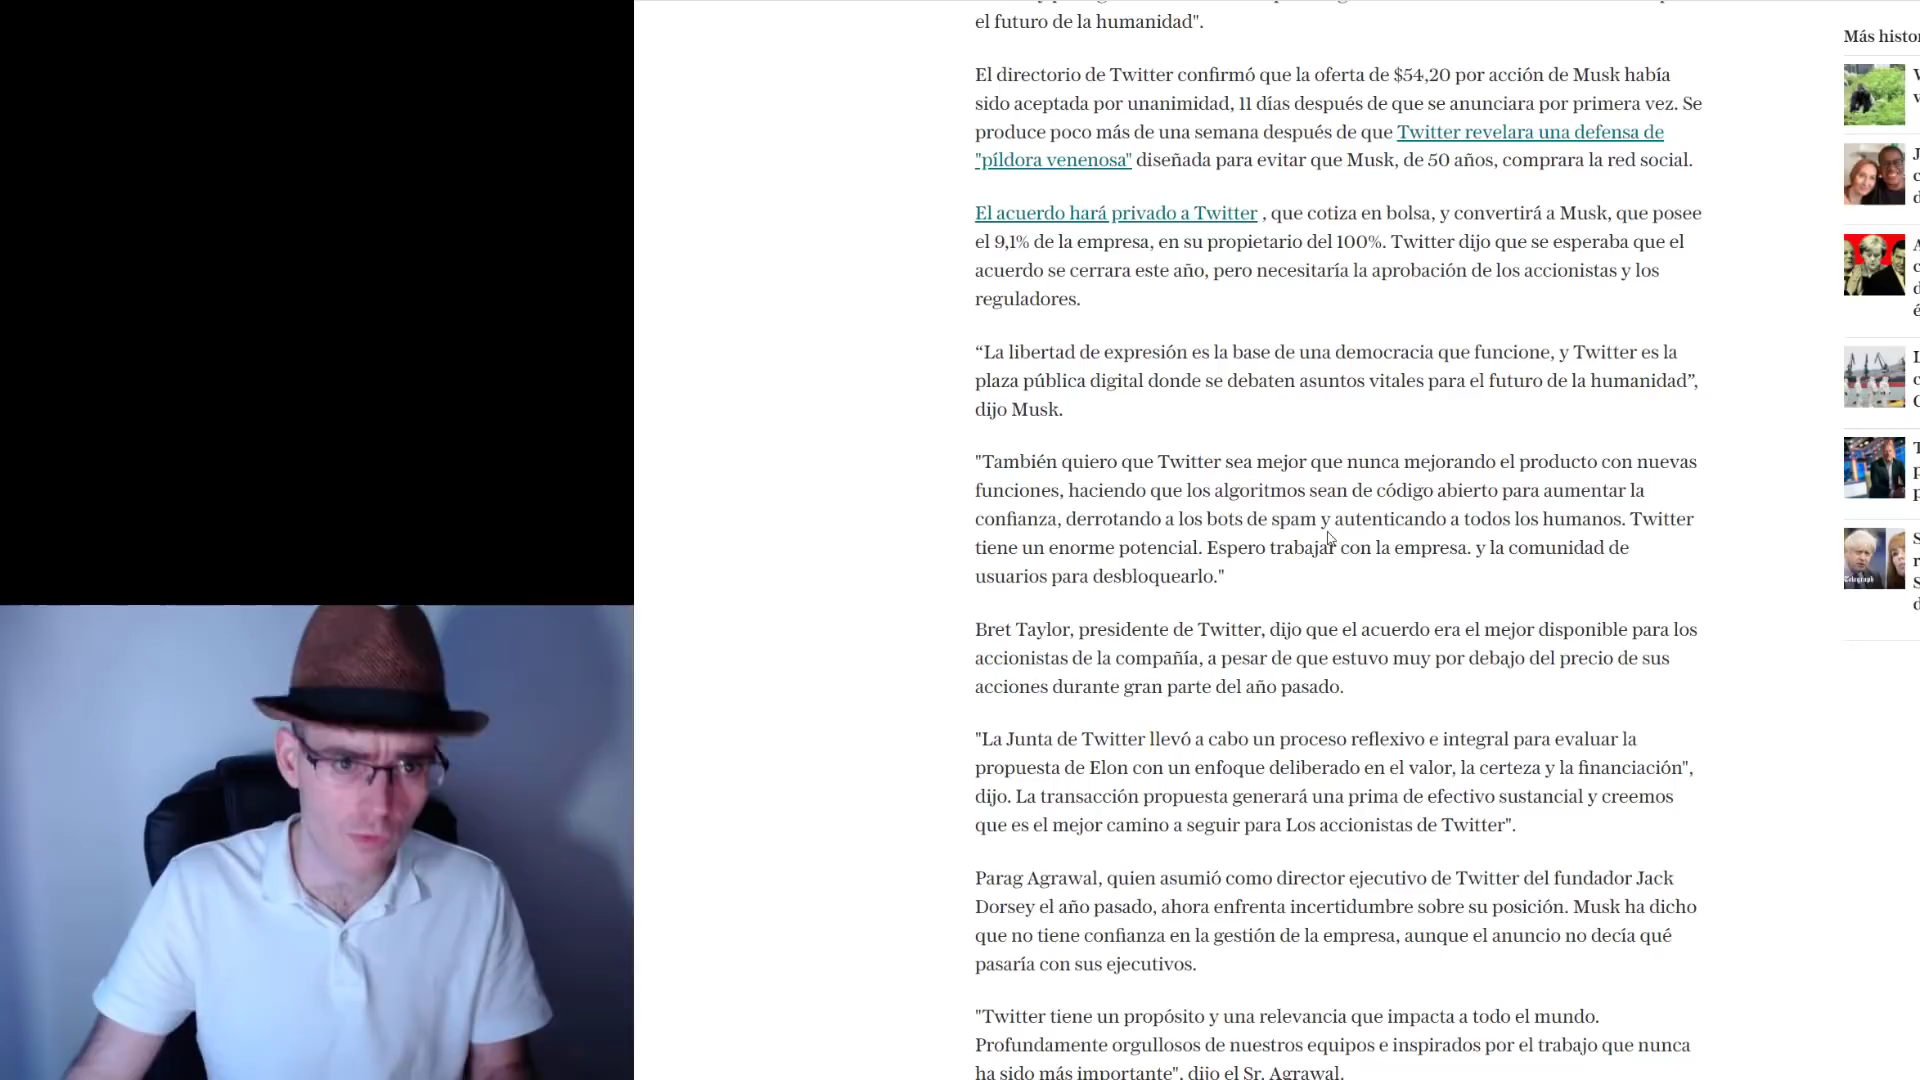 el futuro de la humanidad".
El directorio de Twitter confirmó que la oferta de $54,20 por acción de Musk había
sido aceptada por unanimidad, 11 días después de que se anunciara por primera vez. Se
produce poco más de una semana después de que Twitter revelara una defensa de
"píldora venenosa" diseñada para evitar que Musk, de 50 años, comprara la red social.
El acuerdo hará privado a Twitter , que cotiza en bolsa, y convertirá a Musk, que posee
el 9,1% de la empresa, en su propietario del 100%. Twitter dijo que se esperaba que el
acuerdo se cerrara este año, pero necesitaría la aprobación de los accionistas y los
reguladores.
“La libertad de expresión es la base de una democracia que funcione, y Twitter es la
plaza pública digital donde se debaten asuntos vitales para el futuro de la humanidad”,
dijo Musk.
"También quiero que Twitter sea mejor que nunca mejorando el producto con nuevas
funciones, haciendo que los algoritmos sean de código abierto para aumentar la
confianza, derrotando a los bots de spam y autenticando a todos los humanos. Twitter
tiene un enorme potencial. Espero trabajar con la empresa. y la comunidad de
usuarios para desbloquearlo."
Bret Taylor, presidente de Twitter, dijo que el acuerdo era el mejor disponible para los
accionistas de la compañía, a pesar de que estuvo muy por debajo del precio de sus
acciones durante gran parte del año pasado.
"La Junta de Twitter llevó a cabo un proceso reflexivo e integral para evaluar la
propuesta de Elon con un enfoque deliberado en el valor, la certeza y la financiación",
dijo. La transacción propuesta generará una prima de efectivo sustancial y creemos
que es el mejor camino a seguir para Los accionistas de Twitter".
Parag Agrawal, quien asumió como director ejecutivo de Twitter del fundador Jack
Dorsey el año pasado, ahora enfrenta incertidumbre sobre su posición. Musk ha dicho
que no tiene confianza en la gestión de la empresa, aunque el anuncio no decía qué
pasaría con sus ejecutivos.
"Twitter tiene un propósito y una relevancia que impacta a todo el mundo.
Profundamente orgullosos de nuestros equipos e inspirados por el trabajo que nunca
ha sido más importante", dijo el Sr. Agrawal.
Más histor
Telegraph